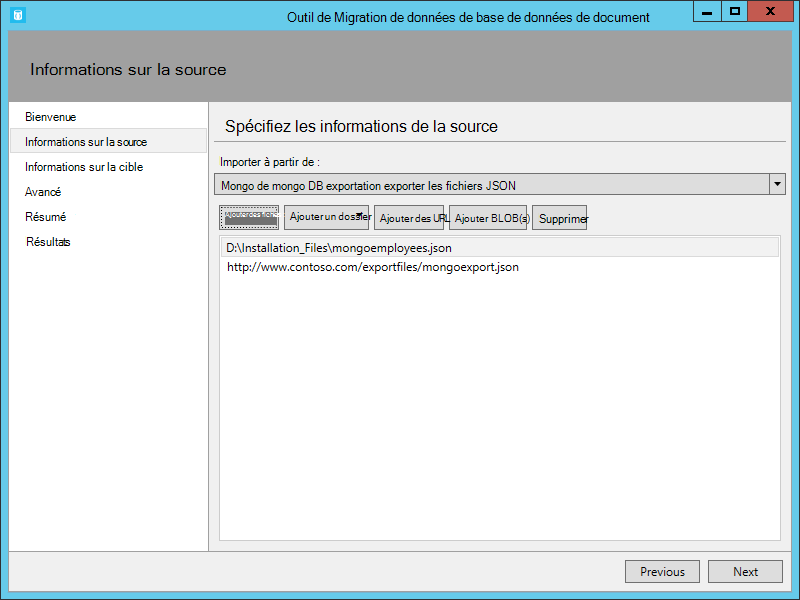 Outil de Migration de données de base de données de document
Informations sur la source
Bienvenue
Informations sur la source
Informations sur la cible
Avancé
Résumé
Résultats
Spécifiez les informations de la source
Importer à partir de :
Mongo de mongo DB exportation exporter les fichiers JSON
Ajouter des fichiers Ajouter un dossier Ajouter des URL Ajouter BLOB(s) Supprimer
D:\Installation_Files\mongoemployees.json
http://www.contoso.com/exportfiles/mongoexport.json
Previous Next